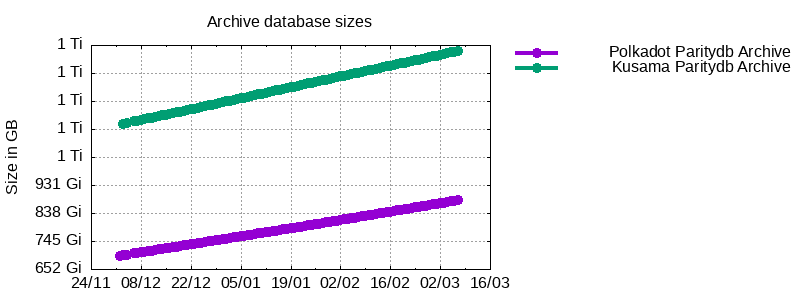 Archive database sizes
Polkadot Paritydb Archive
Kusama Paritydb Archive
Size in GB
1 Ti
1 Ti
1 Ti
1 Ti
1 Ti
931 Gi
838 Gi
745 Gi
652 Gi
24/11 08/12 22/12 05/01 19/01 02/02 16/02 02/03 16/03